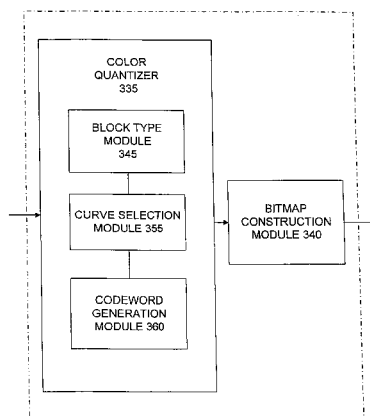 COLOR
QUANTIZER
335
BLOCK TYPE
MODULE
345
CURVE SELECTION
MODULE 355
CODEWORD
GENERATION
MODULE 360
BITMAP
CONSTRUCTION
MODULE 340